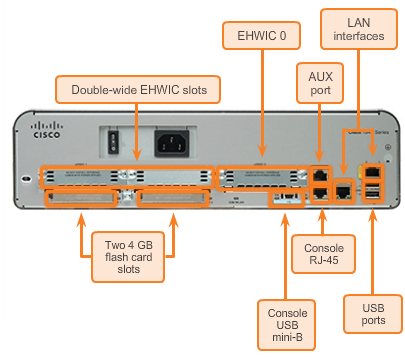 LAN
interfaces
EHWIC 0
AUX
port
Double-wide EHWIC slots
CISCO
Series
Two 4 GB
flash card
slots
Console
RJ-45
Console
USB
mini-B
USB
ports